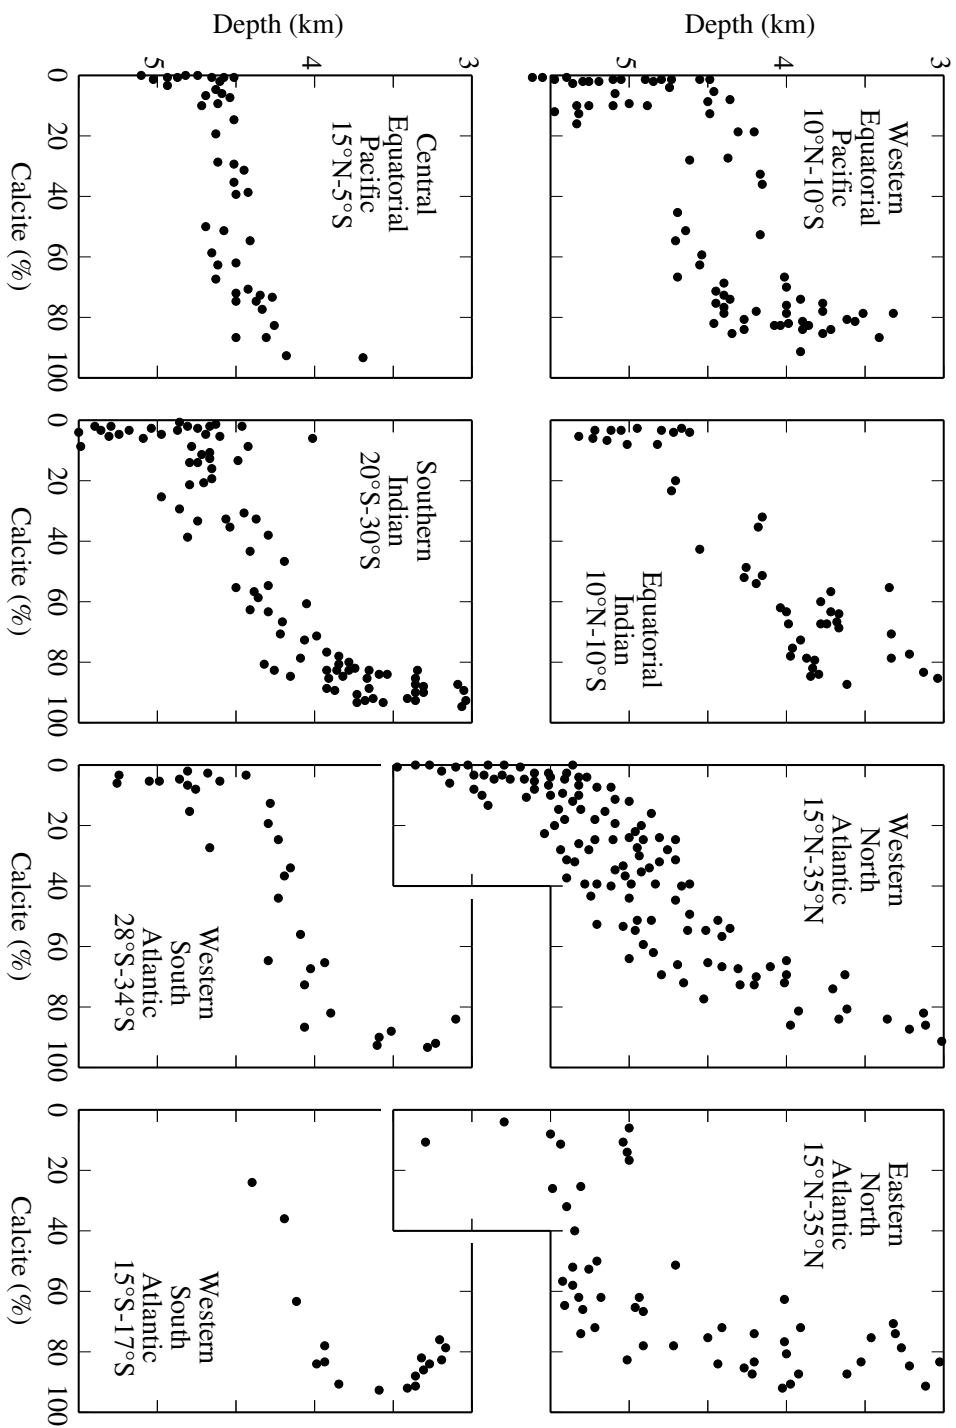 Depth (km)
3
4
5
Western
Equatorial
Pacific
10°N-10°S
Equatorial
Indian
10°N-10°S
Western
North
Atlantic
15°N-35°N
Eastern
North
Atlantic
15°N-35°N
Depth (km)
3
4
5
Central
Equatorial
Pacific
15°N-5°S
Southern
Indian
20°S-30°S
Western
South
Atlantic
28°S-34°S
Western
South
Atlantic
15°S-17°S
0 20 40 60 80 100
0 20 40 60 80 100
0 20 40 60 80 100
0 20 40 60 80 100
Calcite (%)
Calcite (%)
Calcite (%)
Calcite (%)